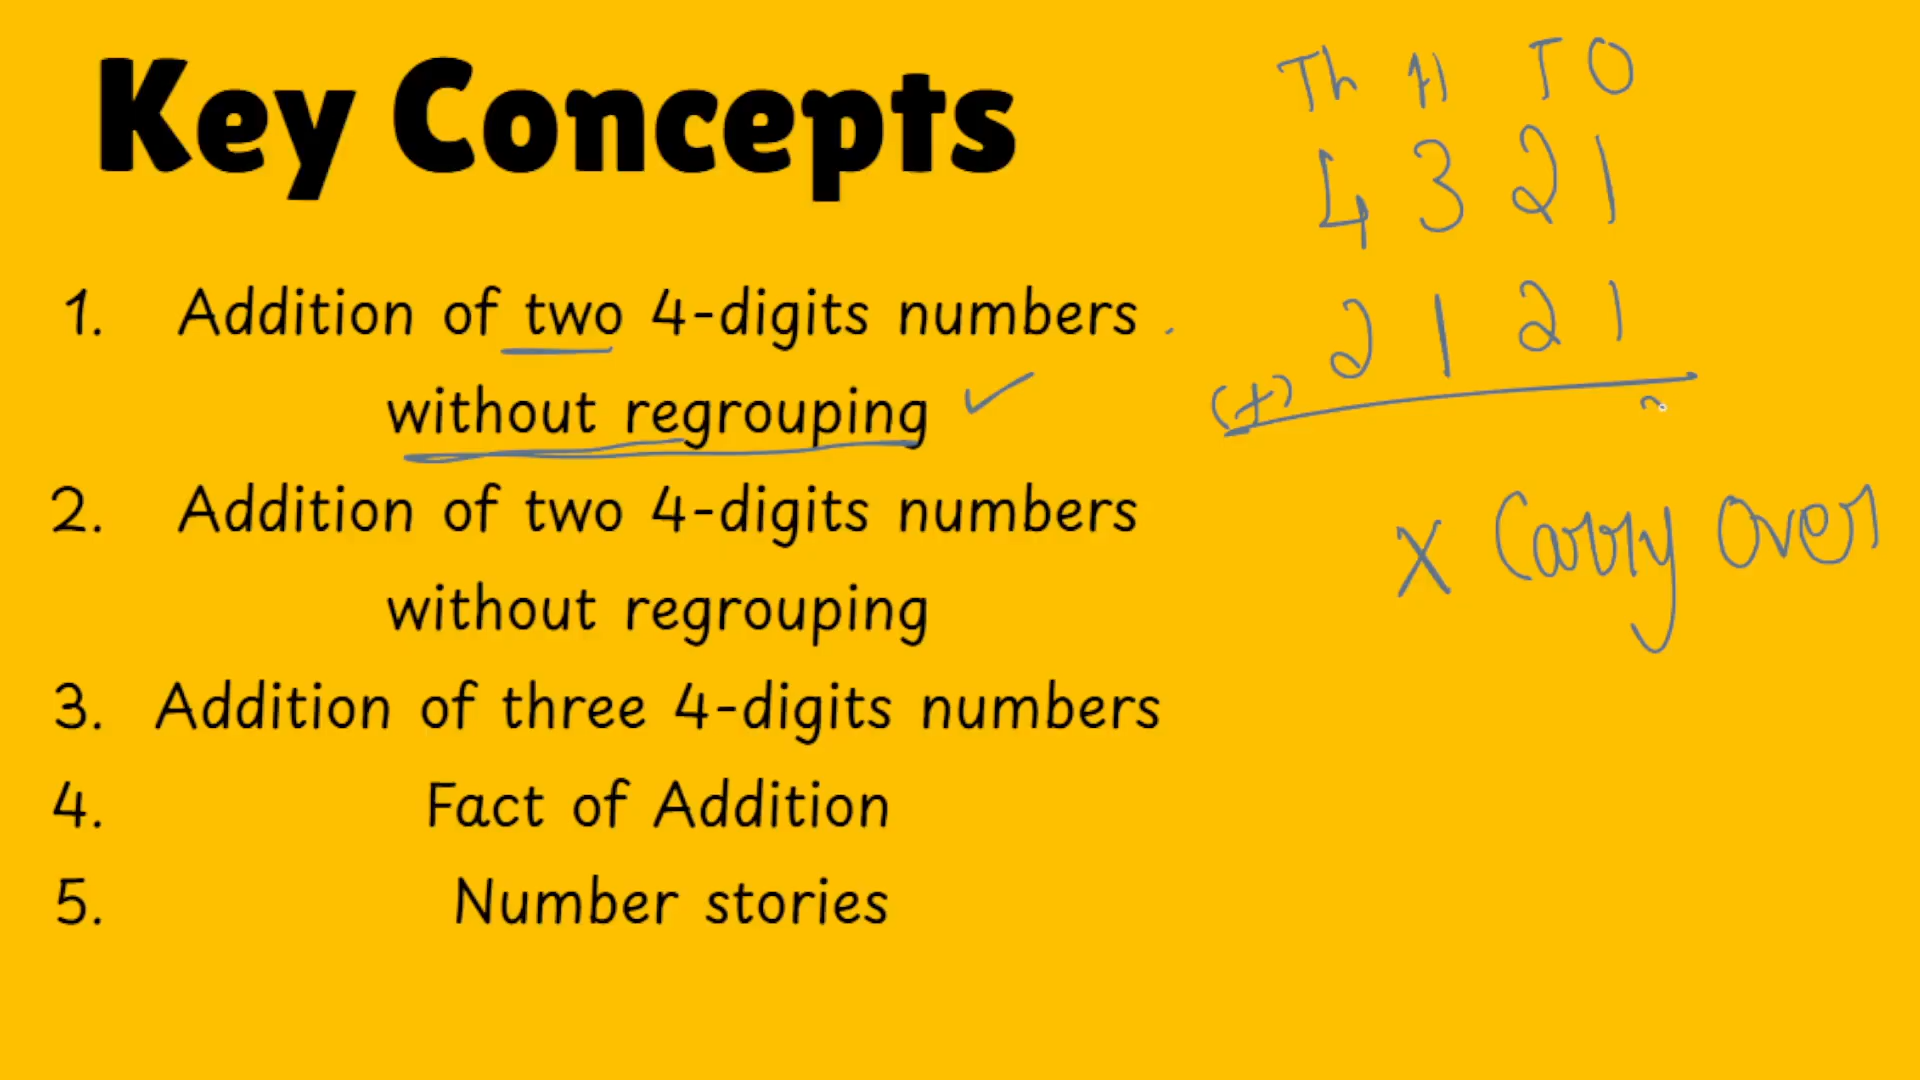 Key Concepts
1. Addition of two 4-digits numbers
without regrouping
2. Addition of two 4-digits numbers
without regrouping
3. Addition of three 4-digits numbers
4. Fact of Addition
5. Number stories
Th H T O
4 3 2 1
2 1 2 1
(+)
X Carry Over